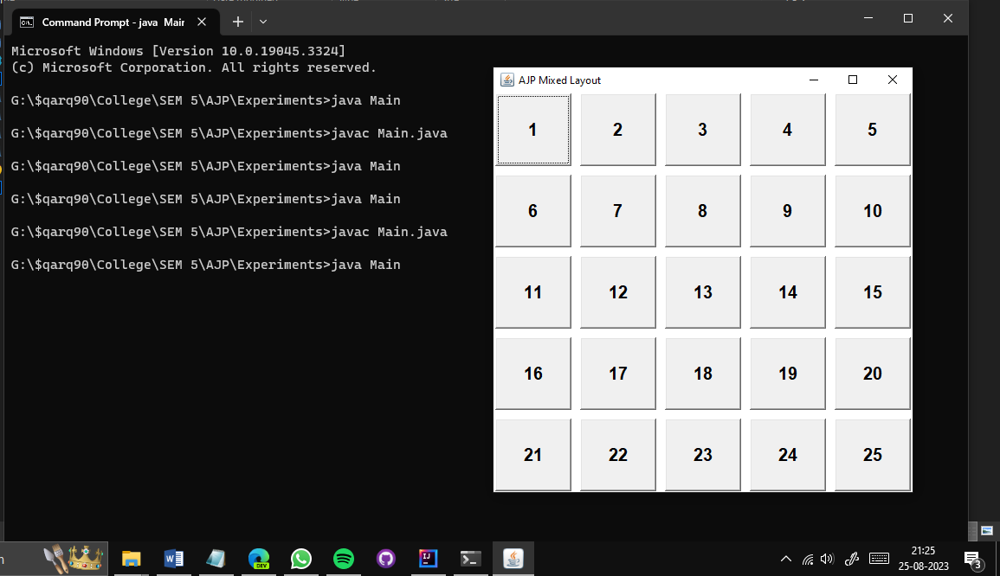 Command Prompt - java Main
Microsoft Windows [Version 10.0.19045.3324]
(c) Microsoft Corporation. All rights reserved.
G:\$qarq90\College\SEM 5\AJP\Experiments>java Main
G:\$qarq90\College\SEM 5\AJP\Experiments>javac Main.java
G:\$qarq90\College\SEM 5\AJP\Experiments>java Main
G:\$qarq90\College\SEM 5\AJP\Experiments>java Main
G:\$qarq90\College\SEM 5\AJP\Experiments>javac Main.java
G:\$qarq90\College\SEM 5\AJP\Experiments>java Main
AJP Mixed Layout
1 2 3 4 5
6 7 8 9 10
11 12 13 14 15
16 17 18 19 20
21 22 23 24 25
DEV
21:25
25-08-2023
3